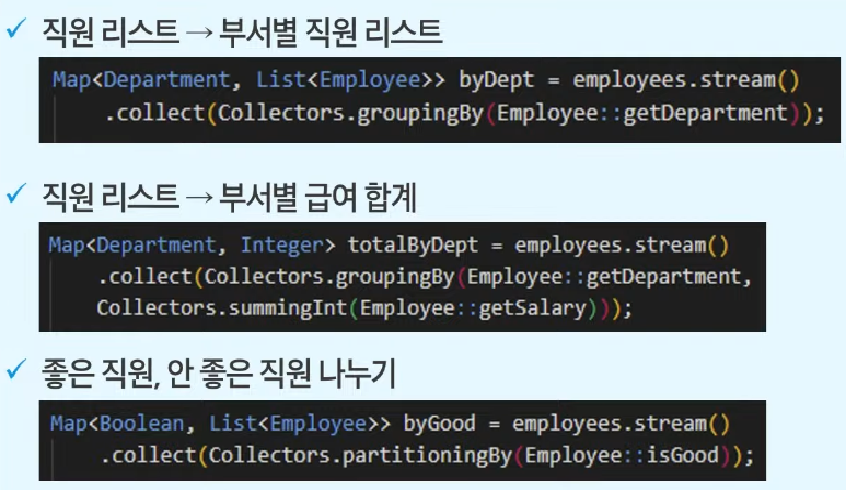 ✓ 직원 리스트 → 부서별 직원 리스트
Map<Department, List<Employee>> byDept = employees.stream()
.collect(Collectors.groupingBy(Employee::getDepartment));
✓ 직원 리스트 → 부서별 급여 합계
Map<Department, Integer> totalByDept = employees.stream()
.collect(Collectors.groupingBy(Employee::getDepartment,
Collectors.summingInt(Employee::getSalary)));
✓ 좋은 직원, 안 좋은 직원 나누기
Map<Boolean, List<Employee>> byGood = employees.stream()
.collect(Collectors.partitioningBy(Employee::isGood));